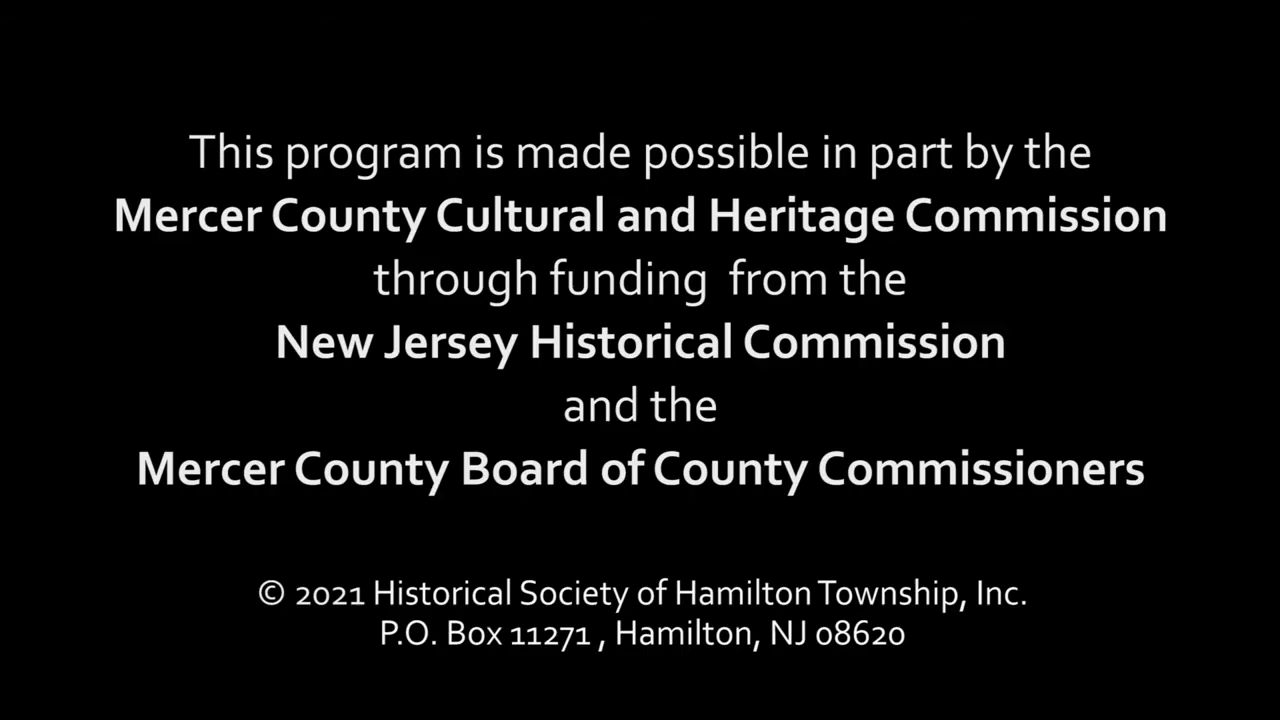 This program is made possible in part by the
Mercer County Cultural and Heritage Commission
through funding  from the
New Jersey Historical Commission
and the
Mercer County Board of County Commissioners
© 2021 Historical Society of Hamilton Township, Inc.
P.O. Box 11271 , Hamilton, NJ 08620